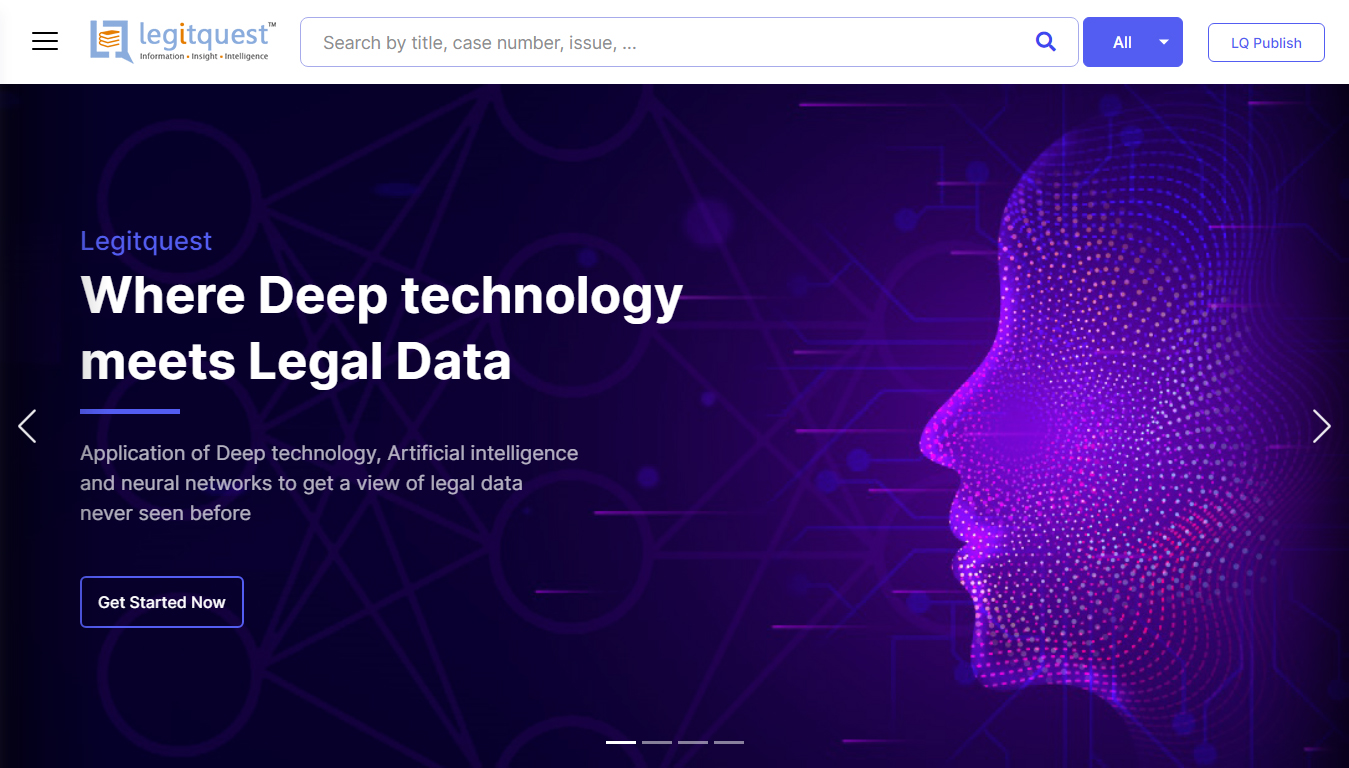 legitquest™
Information • Insight • Intelligence
Search by title, case number, issue, ...
All
LQ Publish
Legitquest
Where Deep technology
meets Legal Data
Application of Deep technology, Artificial intelligence
and neural networks to get a view of legal data
never seen before
Get Started Now